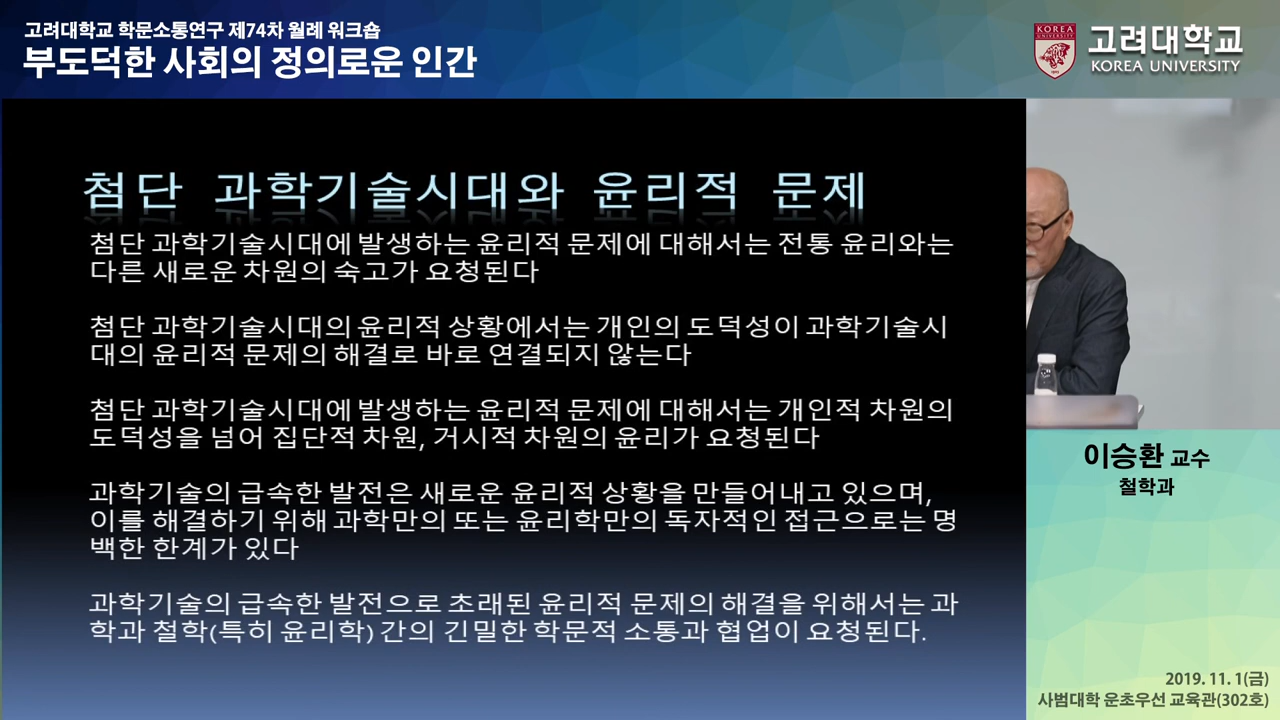 고려대학교 학문소통연구 제74차 월례 워크숍
부도덕한 사회의 정의로운 인간
KOREA
UNIVERSITY
고려대학교
KOREA UNIVERSITY
첨단 과학기술시대와 윤리적 문제
첨단 과학기술시대에 발생하는 윤리적 문제에 대해서는 전통 윤리와는
다른 새로운 차원의 숙고가 요청된다
첨단 과학기술시대의 윤리적 상황에서는 개인의 도덕성이 과학기술시
대의 윤리적 문제의 해결로 바로 연결되지 않는다
첨단 과학기술시대에 발생하는 윤리적 문제에 대해서는 개인적 차원의
도덕성을 넘어 집단적 차원, 거시적 차원의 윤리가 요청된다
과학기술의 급속한 발전은 새로운 윤리적 상황을 만들어내고 있으며,
이를 해결하기 위해 과학만의 또는 윤리학만의 독자적인 접근으로는 명
백한 한계가 있다
과학기술의 급속한 발전으로 초래된 윤리적 문제의 해결을 위해서는 과
학과 철학(특히 윤리학) 간의 긴밀한 학문적 소통과 협업이 요청된다.
이승환 교수
철학과
2019. 11. 1(금)
사범대학 운초우선 교육관(302호)